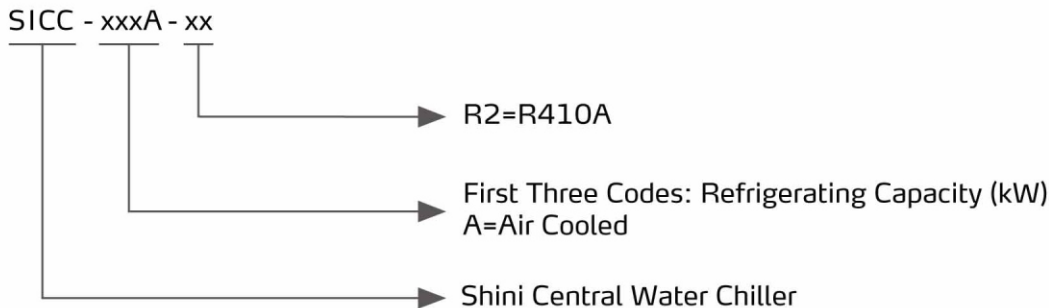 SICC - xxxA - xx
R2=R410A
First Three Codes: Refrigerating Capacity (kW)
A=Air Cooled
Shini Central Water Chiller